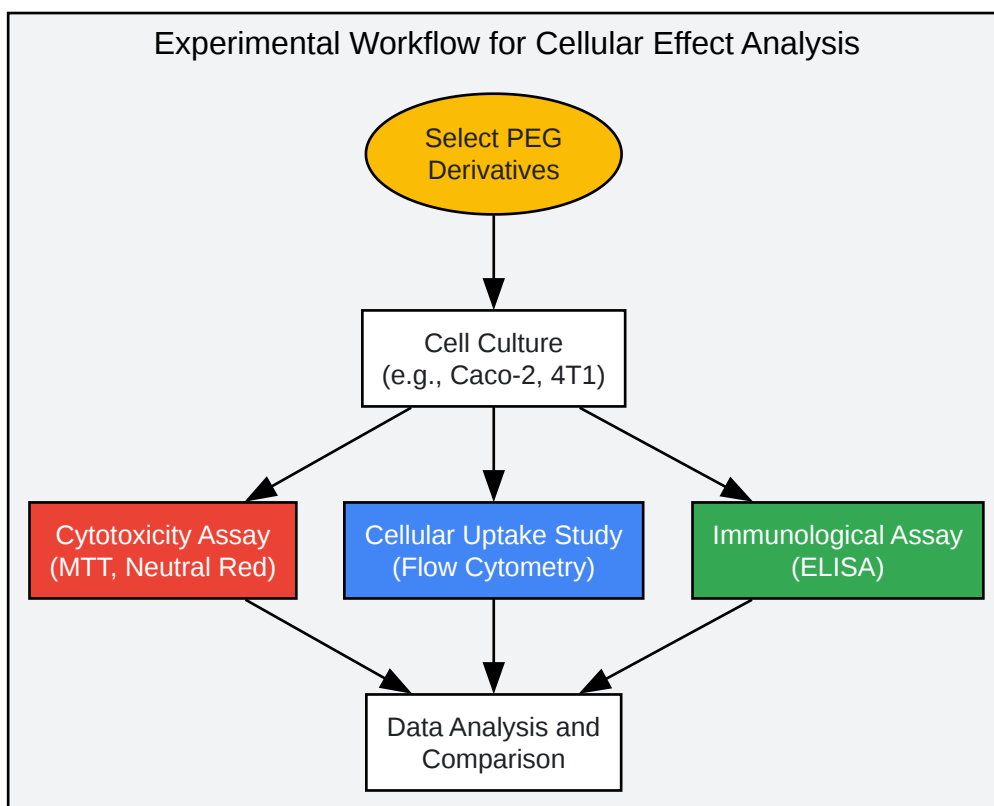 Experimental Workflow for Cellular Effect Analysis
Select PEG
Derivatives
Cell Culture
(e.g., Caco-2, 4T1)
Cytotoxicity Assay
(MTT, Neutral Red)
Cellular Uptake Study
(Flow Cytometry)
Immunological Assay
(ELISA)
Data Analysis and
Comparison